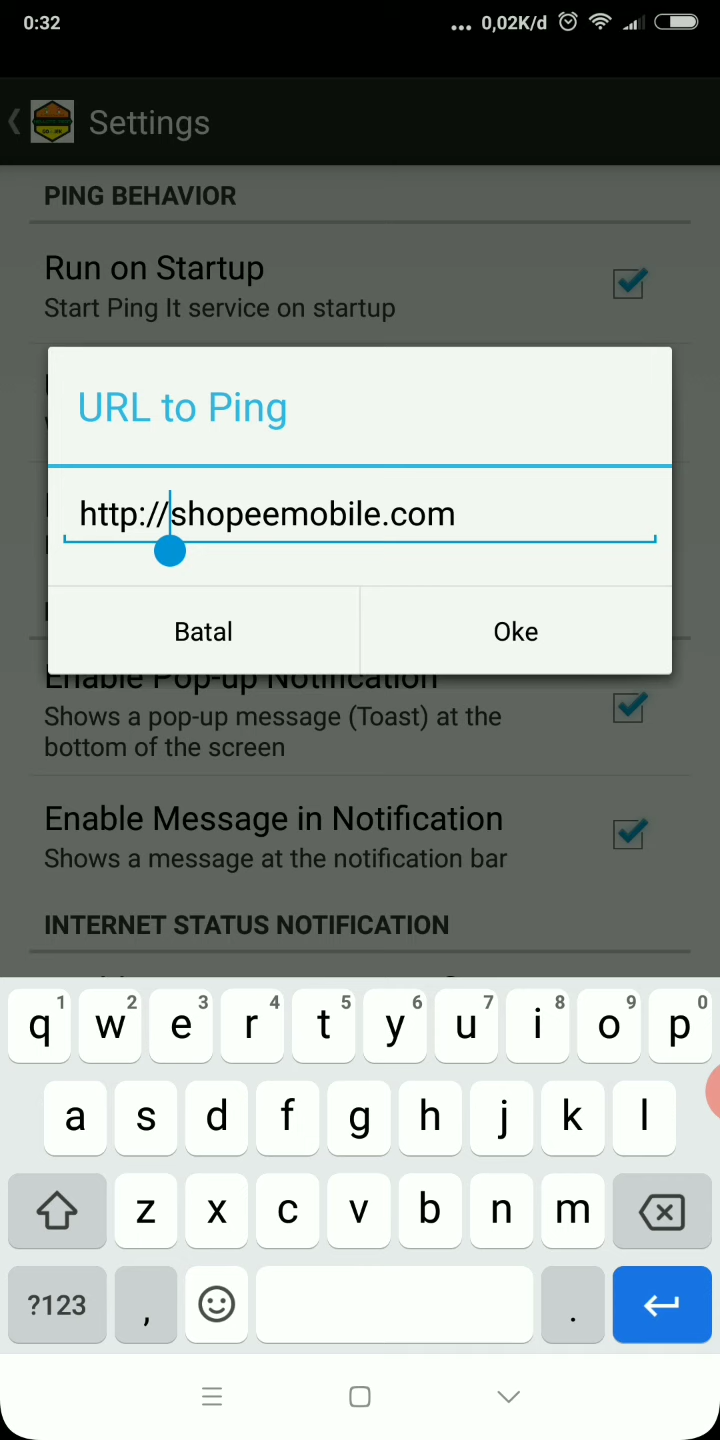 0:32
... 0,02K/d
Settings
PING BEHAVIOR
Run on Startup
Start Ping It service on startup
URL to Ping
http://shopeemobile.com
Batal
Oke
Enable Pop-up Notification
Shows a pop-up message (Toast) at the
bottom of the screen
Enable Message in Notification
Shows a message at the notification bar
INTERNET STATUS NOTIFICATION
1 2 3 4 5 6 7 8 9 0
q w e r t y u i o p
a s d f g h j k l
z x c v b n m
?123 , .